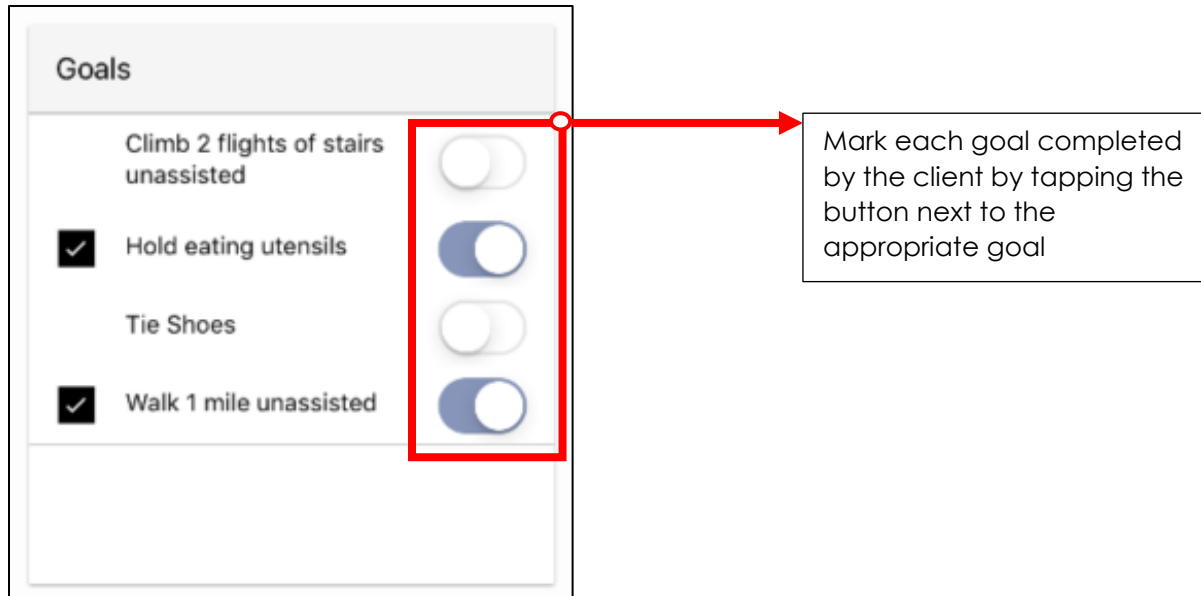 Goals
Climb 2 flights of stairs
unassisted
Hold eating utensils
Tie Shoes
Walk 1 mile unassisted
Mark each goal completed
by the client by tapping the
button next to the
appropriate goal